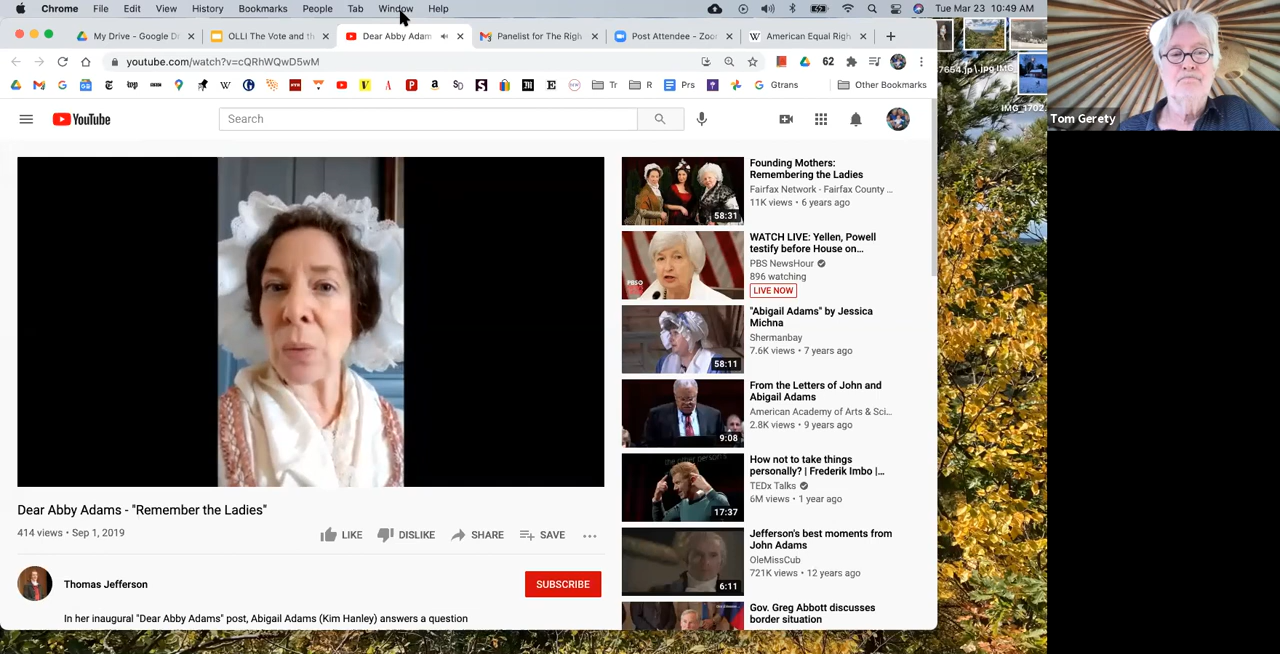 Chrome File Edit View History Bookmarks People Tab Window Help Tue Mar 23 10:49 AM
My Drive - Google Dr OLLI The Vote and th Dear Abby Adam Panelist for The Righ Post Attendee - Zoo American Equal Righ
youtube.com/watch?v=cQRhWQwD5wM 62
Tr R Prs Gtrans Other Bookmarks
7654.jp
IMG_1702.
Tom Gerety
YouTube Search
Founding Mothers:
Remembering the Ladies
Fairfax Network - Fairfax County ...
11K views • 6 years ago
58:31
WATCH LIVE: Yellen, Powell
testify before House on...
PBS NewsHour
896 watching
LIVE NOW
PBSO
"Abigail Adams" by Jessica
Michna
Shermanbay
7.6K views • 7 years ago
58:11
From the Letters of John and
Abigail Adams
American Academy of Arts & Sci...
2.8K views • 9 years ago
9:08
How not to take things
personally? | Frederik Imbo |...
TEDx Talks
6M views • 1 year ago
17:37
Jefferson's best moments from
John Adams
OleMissCub
721K views • 12 years ago
6:11
Gov. Greg Abbott discusses
border situation
Dear Abby Adams - "Remember the Ladies"
414 views • Sep 1, 2019
LIKE DISLIKE SHARE SAVE ...
Thomas Jefferson
SUBSCRIBE
In her inaugural "Dear Abby Adams" post, Abigail Adams (Kim Hanley) answers a question